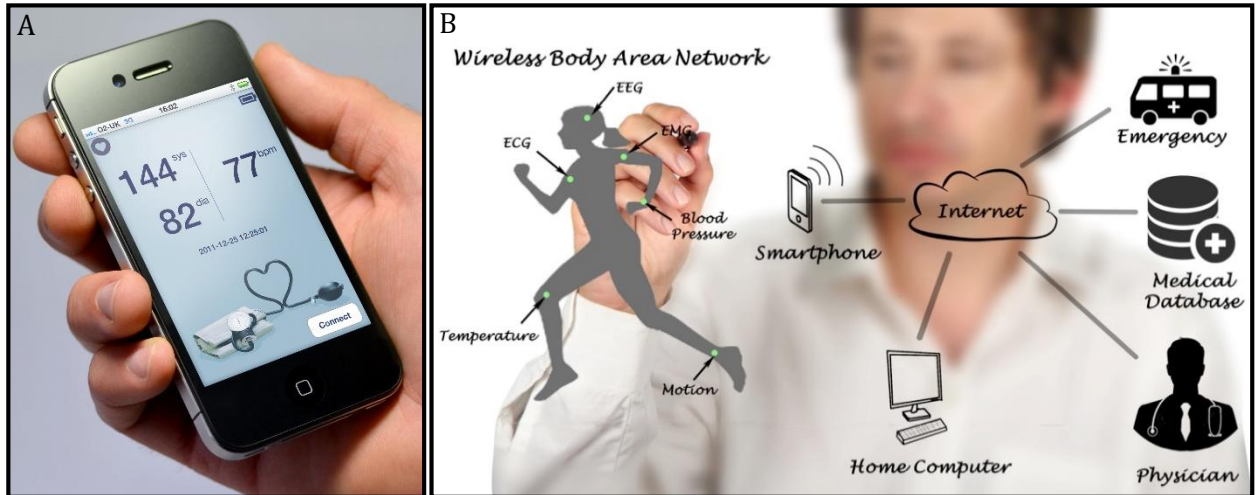 A
O2-UK 3G
16:02
144 sys
77 bpm
82 dia
2011-12-25 12:25:01
Connect
B
Wireless Body Area Network
EEG
EMG
ECG
Blood
Pressure
Temperature
Motion
Smartphone
Internet
Emergency
Medical
Database
Home Computer
Physician